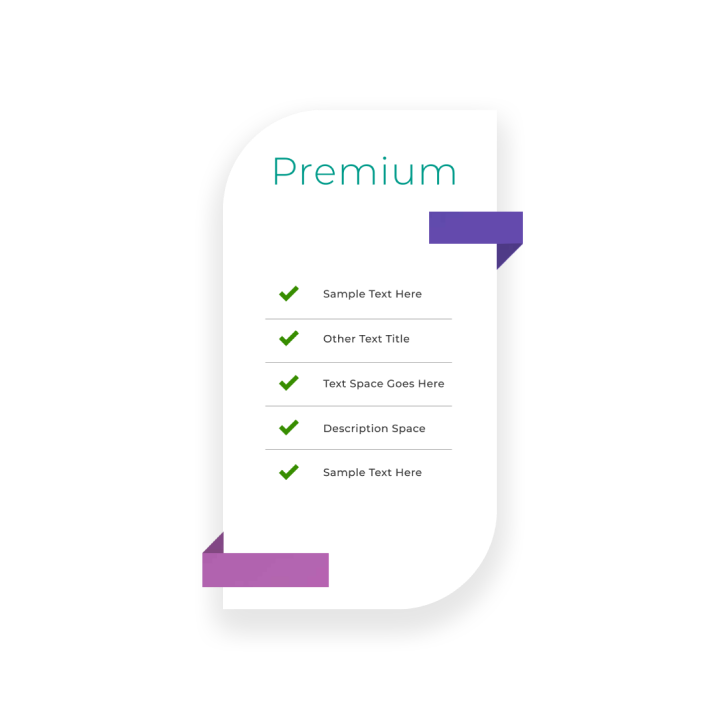 Premium
Sample Text Here
Other Text Title
Text Space Goes Here
Description Space
Sample Text Here